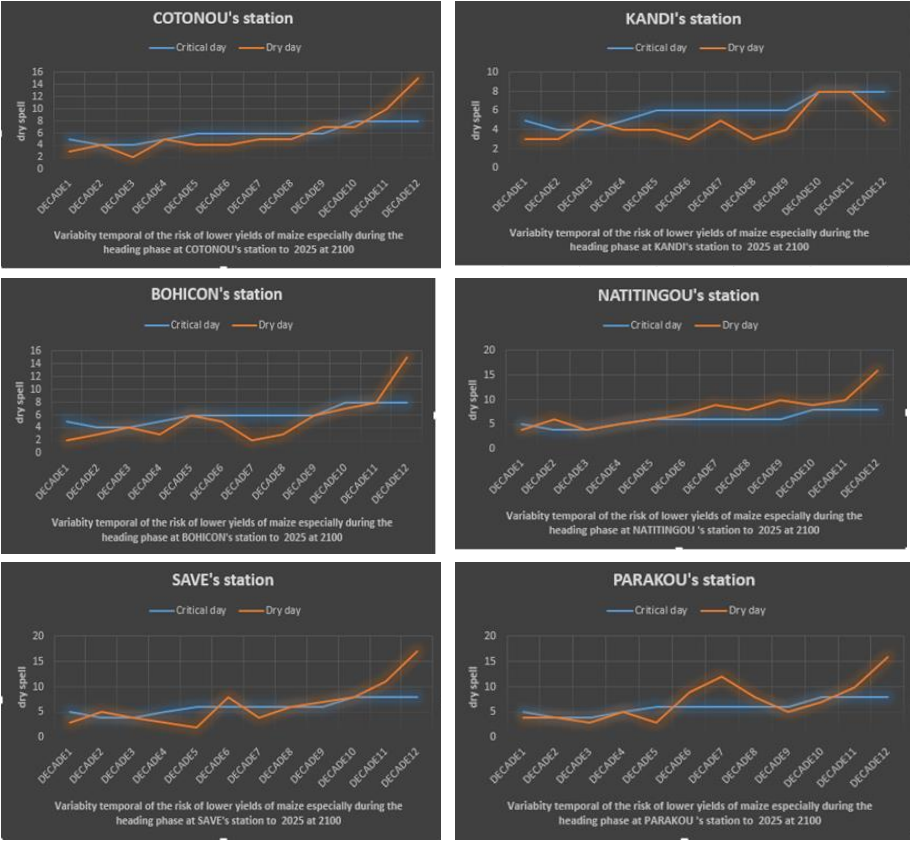 COTONOU's station
Critical day Dry day
16
14
12
10
8
6
4
2
0
dry spell
DECADE1 DECADE2 DECADE3 DECADE4 DECADE5 DECADE6 DECADE7 DECADE8 DECADE9 DECADE10 DECADE11 DECADE12
Variabity temporal of the risk of lower yields of maize especially during the
heading phase at COTONOU's station to 2025 at 2100
KANDI's station
Critical day Dry day
10
8
6
4
2
0
dry spell
DECADE1 DECADE2 DECADE3 DECADE4 DECADE5 DECADE6 DECADE7 DECADE8 DECADE9 DECADE10 DECADE11 DECADE12
Variabity temporal of the risk of lower yields of maize especially during the
heading phase at KANDI's station to 2025 at 2100
BOHICON's station
Critical day Dry day
16
14
12
10
8
6
4
2
0
dry spell
DECADE1 DECADE2 DECADE3 DECADE4 DECADE5 DECADE6 DECADE7 DECADE8 DECADE9 DECADE10 DECADE11 DECADE12
Variabity temporal of the risk of lower yields of maize especially during the
heading phase at BOHICON's station to 2025 at 2100
NATITINGOU's station
Critical day Dry day
20
15
10
5
0
dry spell
DECADE1 DECADE2 DECADE3 DECADE4 DECADE5 DECADE6 DECADE7 DECADE8 DECADE9 DECADE10 DECADE11 DECADE12
Variabity temporal of the risk of lower yields of maize especially during the
heading phase at NATITINGOU 's station to 2025 at 2100
SAVE's station
Critical day Dry day
20
15
10
5
0
dry spell
DECADE1 DECADE2 DECADE3 DECADE4 DECADE5 DECADE6 DECADE7 DECADE8 DECADE9 DECADE10 DECADE11 DECADE12
Variabity temporal of the risk of lower yields of maize especially during the
heading phase at SAVE's station to 2025 at 2100
PARAKOU's station
Critical day Dry day
20
15
10
5
0
dry spell
DECADE1 DECADE2 DECADE3 DECADE4 DECADE5 DECADE6 DECADE7 DECADE8 DECADE9 DECADE10 DECADE11 DECADE12
Variabity temporal of the risk of lower yields of maize especially during the
heading phase at PARAKOU 's station to 2025 at 2100